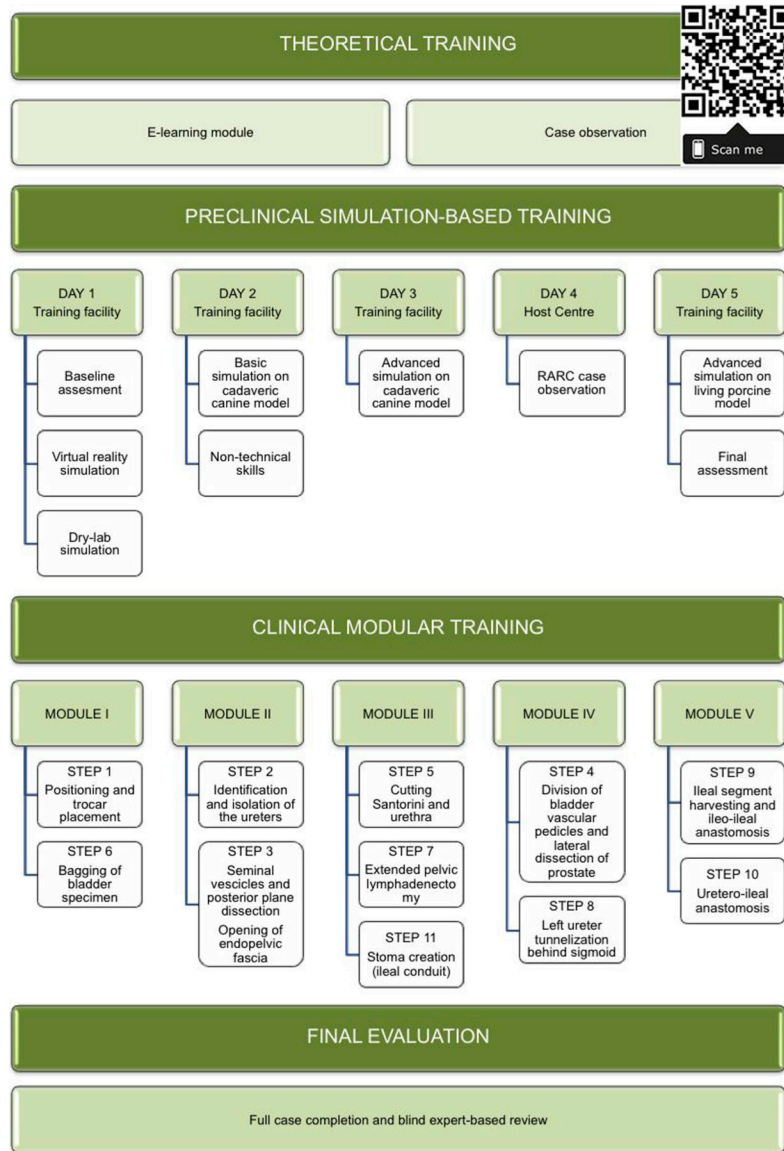 THEORETICAL TRAINING
Scan me
E-learning module
Case observation
PRECLINICAL SIMULATION-BASED TRAINING
DAY 1
Training facility
Baseline
assesment
Virtual reality
simulation
Dry-lab
simulation
DAY 2
Training facility
Basic
simulation on
cadaveric
canine model
Non-technical
skills
DAY 3
Training facility
Advanced
simulation on
cadaveric
canine model
DAY 4
Host Centre
RARC case
observation
DAY 5
Training facility
Advanced
simulation on
living porcine
model
Final
assessment
CLINICAL MODULAR TRAINING
MODULE I
STEP 1
Positioning and
trocar
placement
STEP 6
Bagging of
bladder
specimen
MODULE II
STEP 2
Identification
and isolation of
the ureters
STEP 3
Seminal
vescicles and
posterior plane
dissection
Opening of
endopelvic
fascia
MODULE III
STEP 5
Cutting
Santorini and
urethra
STEP 7
Extended pelvic
lymphadenecto
my
STEP 11
Stoma creation
(ileal conduit)
MODULE IV
STEP 4
Division of
bladder
vascular
pedicles and
lateral
dissection of
prostate
STEP 8
Left ureter
tunnelization
behind sigmoid
MODULE V
STEP 9
Ileal segment
harvesting and
ileo-ileal
anastomosis
STEP 10
Uretero-ileal
anastomosis
FINAL EVALUATION
Full case completion and blind expert-based review